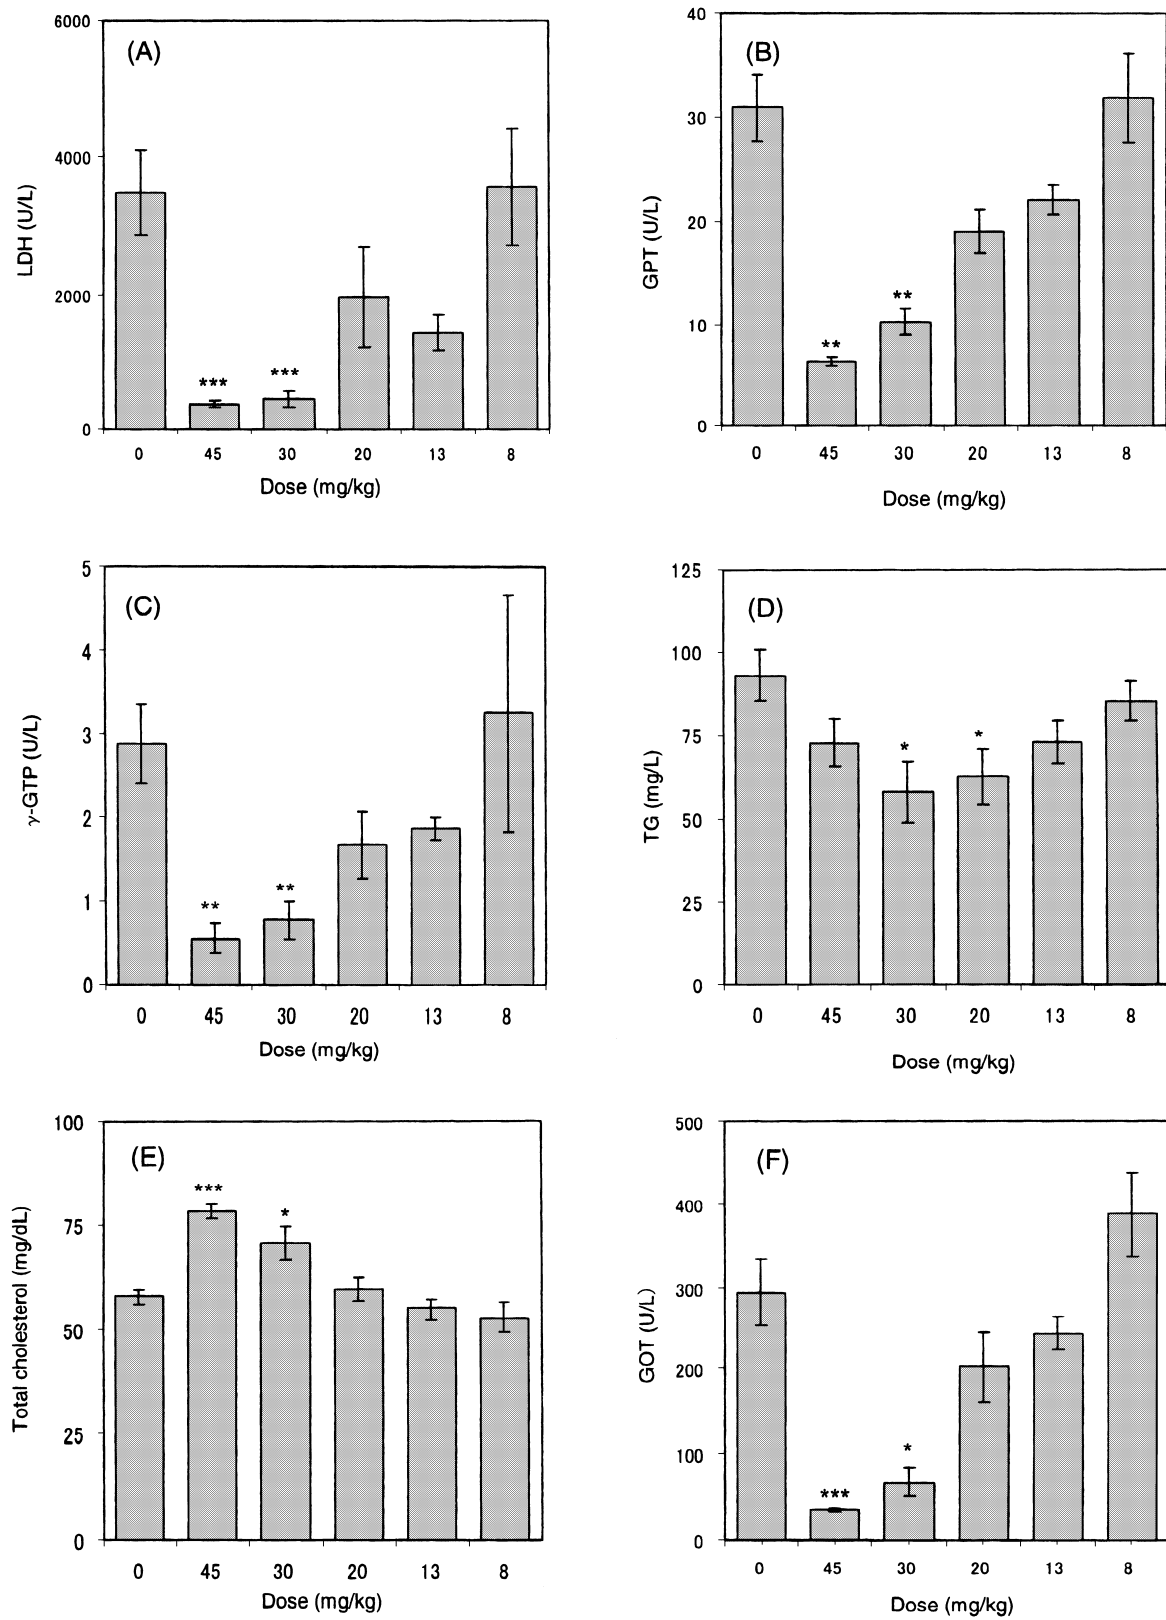 (A)
6000
4000
2000
0
LDH (U/L)
***
***
0 45 30 20 13 8
Dose (mg/kg)
(B)
40
30
20
10
0
GPT (U/L)
**
**
0 45 30 20 13 8
Dose (mg/kg)
(C)
5
4
3
2
1
0
γ-GTP (U/L)
**
**
0 45 30 20 13 8
Dose (mg/kg)
(D)
125
100
75
50
25
0
TG (mg/L)
*
*
0 45 30 20 13 8
Dose (mg/kg)
(E)
100
75
50
25
0
Total cholesterol (mg/dL)
***
*
0 45 30 20 13 8
Dose (mg/kg)
(F)
500
400
300
200
100
0
GOT (U/L)
***
*
0 45 30 20 13 8
Dose (mg/kg)